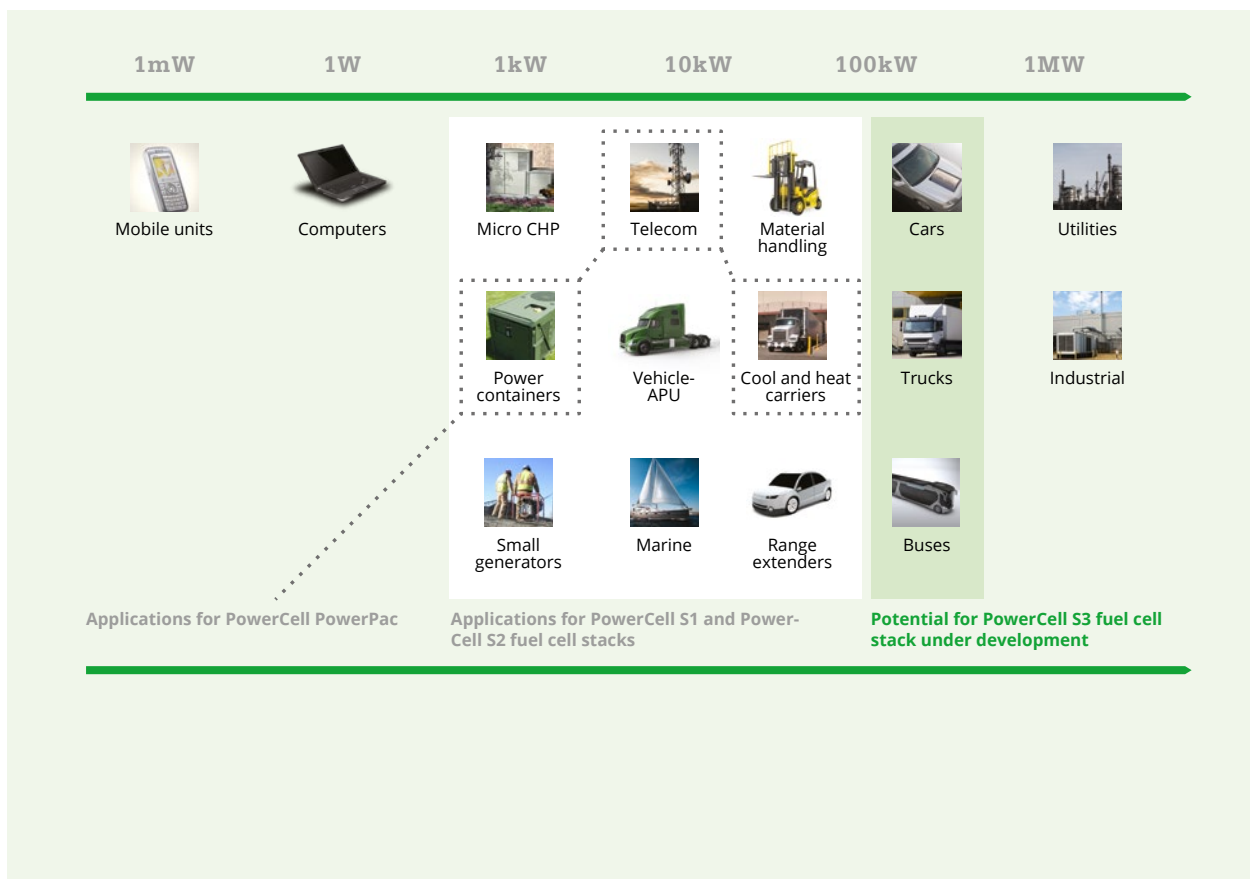 1mW 1W 1kW 10kW 100kW 1MW
Mobile units
Computers
Micro CHP
Telecom
Material
handling
Cars
Utilities
Power
containers
Vehicle-
APU
Cool and heat
carriers
Trucks
Industrial
Small
generators
Marine
Range
extenders
Buses
Applications for PowerCell PowerPac
Applications for PowerCell S1 and Power-
Cell S2 fuel cell stacks
Potential for PowerCell S3 fuel cell
stack under development